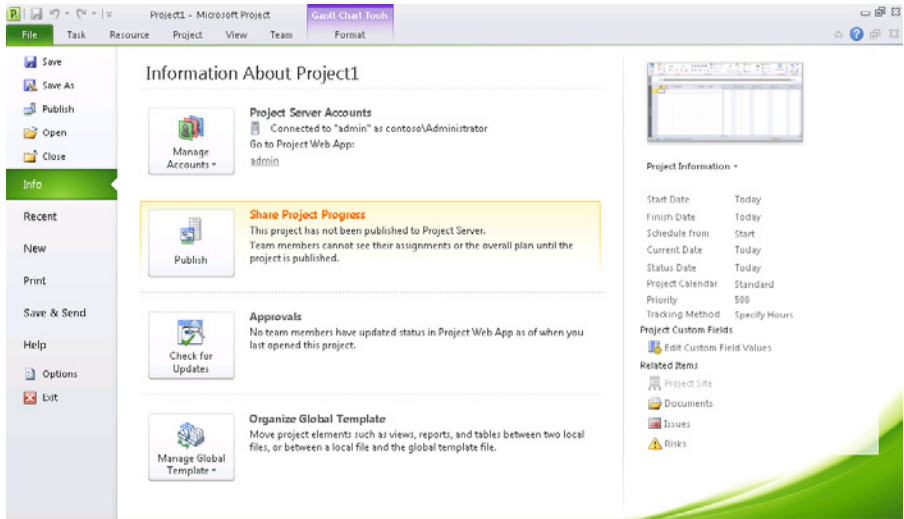 Project1 - Microsoft Project
Gantt Chart Tools
File Task Resource Project View Team Format
Save
Save As
Publish
Open
Close
Info
Recent
New
Print
Save & Send
Help
Options
Exit
Information About Project1
Manage
Accounts
Project Server Accounts
Connected to "admin" as contoso\Administrator
Go to Project Web App:
admin
Publish
Share Project Progress
This project has not been published to Project Server.
Team members cannot see their assignments or the overall plan until the
project is published.
Check for
Updates
Approvals
No team members have updated status in Project Web App as of when you
last opened this project.
Manage Global
Template
Organize Global Template
Move project elements such as views, reports, and tables between two local
files, or between a local file and the global template file.
Project Information
Start Date Today
Finish Date Today
Schedule from Start
Current Date Today
Status Date Today
Project Calendar Standard
Priority 500
Tracking Method Specify Hours
Project Custom Fields
Edit Custom Field Values
Related Items
Project Site
Documents
Issues
Risks